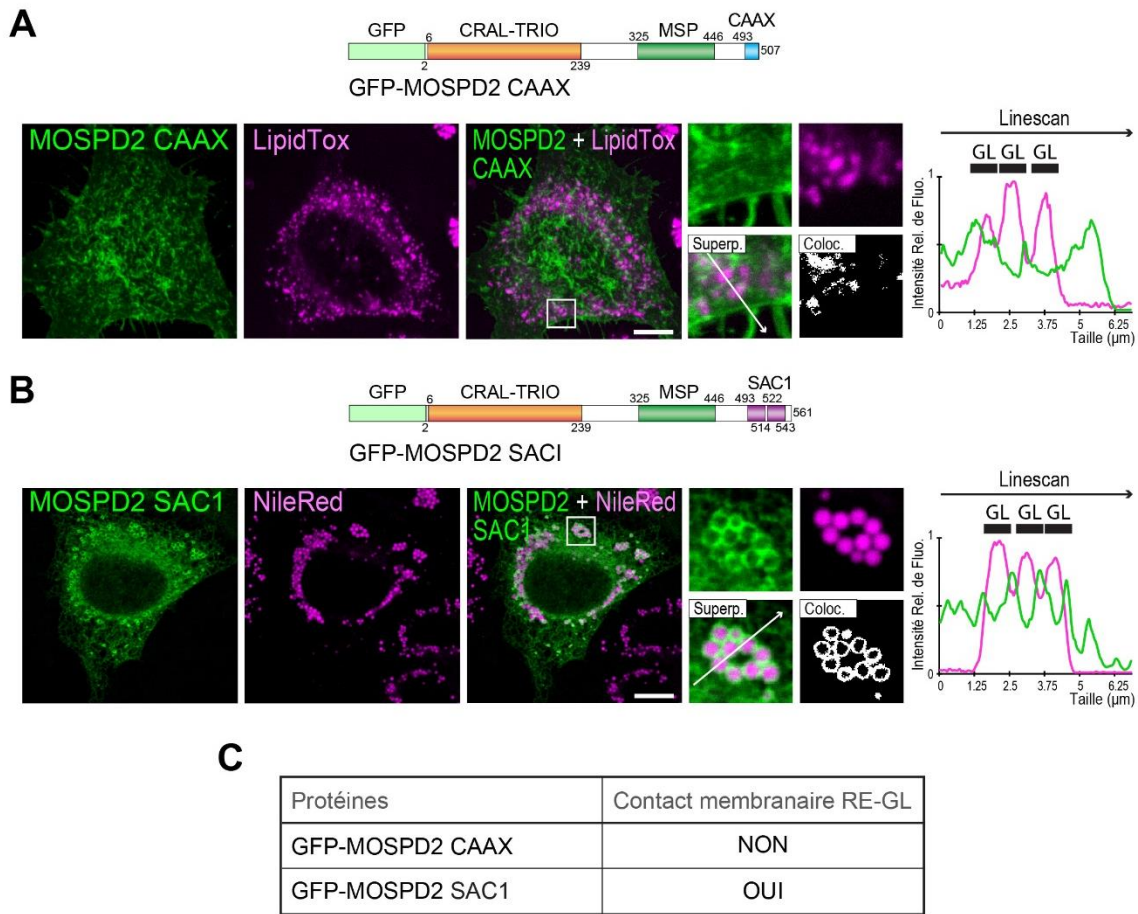 A
GFP
6
CRAL-TRIO
325
MSP
446
CAAX
493
507
2
239
GFP-MOSPD2 CAAX
MOSPD2 CAAX
LipidTox
MOSPD2 + LipidTox
CAAX
Superp.
Coloc.
Linescan
GL GL GL
Intensité Rel. de Fluo.
1
0
0 1.25 2.5 3.75 5 6.25
Taille (µm)
B
GFP
6
CRAL-TRIO
325
MSP
446
SAC1
493 522
561
2
239
514 543
GFP-MOSPD2 SACI
MOSPD2 SAC1
NileRed
MOSPD2 + NileRed
SAC1
Superp.
Coloc.
Linescan
GL GL GL
Intensité Rel. de Fluo.
1
0
0 1.25 2.5 3.75 5 6.25
Taille (µm)
C
Protéines Contact membranaire RE-GL
GFP-MOSPD2 CAAX NON
GFP-MOSPD2 SAC1 OUI